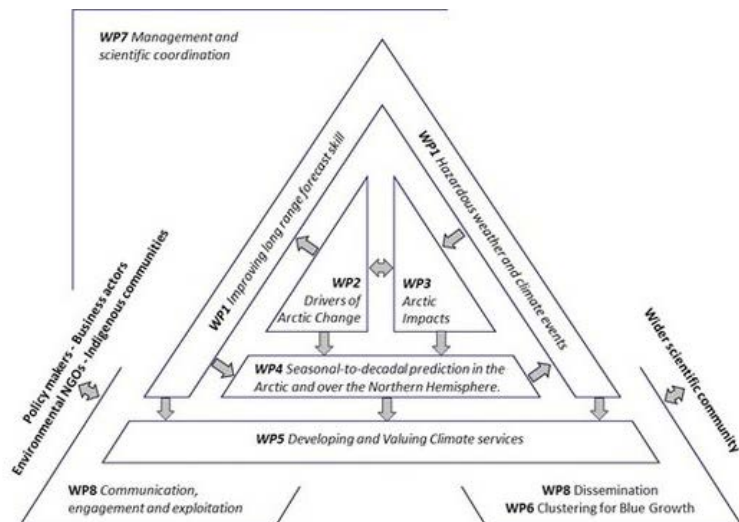 WP7 Management and
scientific coordination
WP1 Improving long range forecast skill
WP1 Hazardous weather and climate events
WP2
Drivers of
Arctic Change
WP3
Arctic
Impacts
WP4 Seasonal-to-decadal prediction in the
Arctic and over the Northern Hemisphere.
WP5 Developing and Valuing Climate services
Policy makers - Business actors
Environmental NGOs - Indigenous communities
Wider scientific community
WP8 Communication,
engagement and exploitation
WP8 Dissemination
WP6 Clustering for Blue Growth